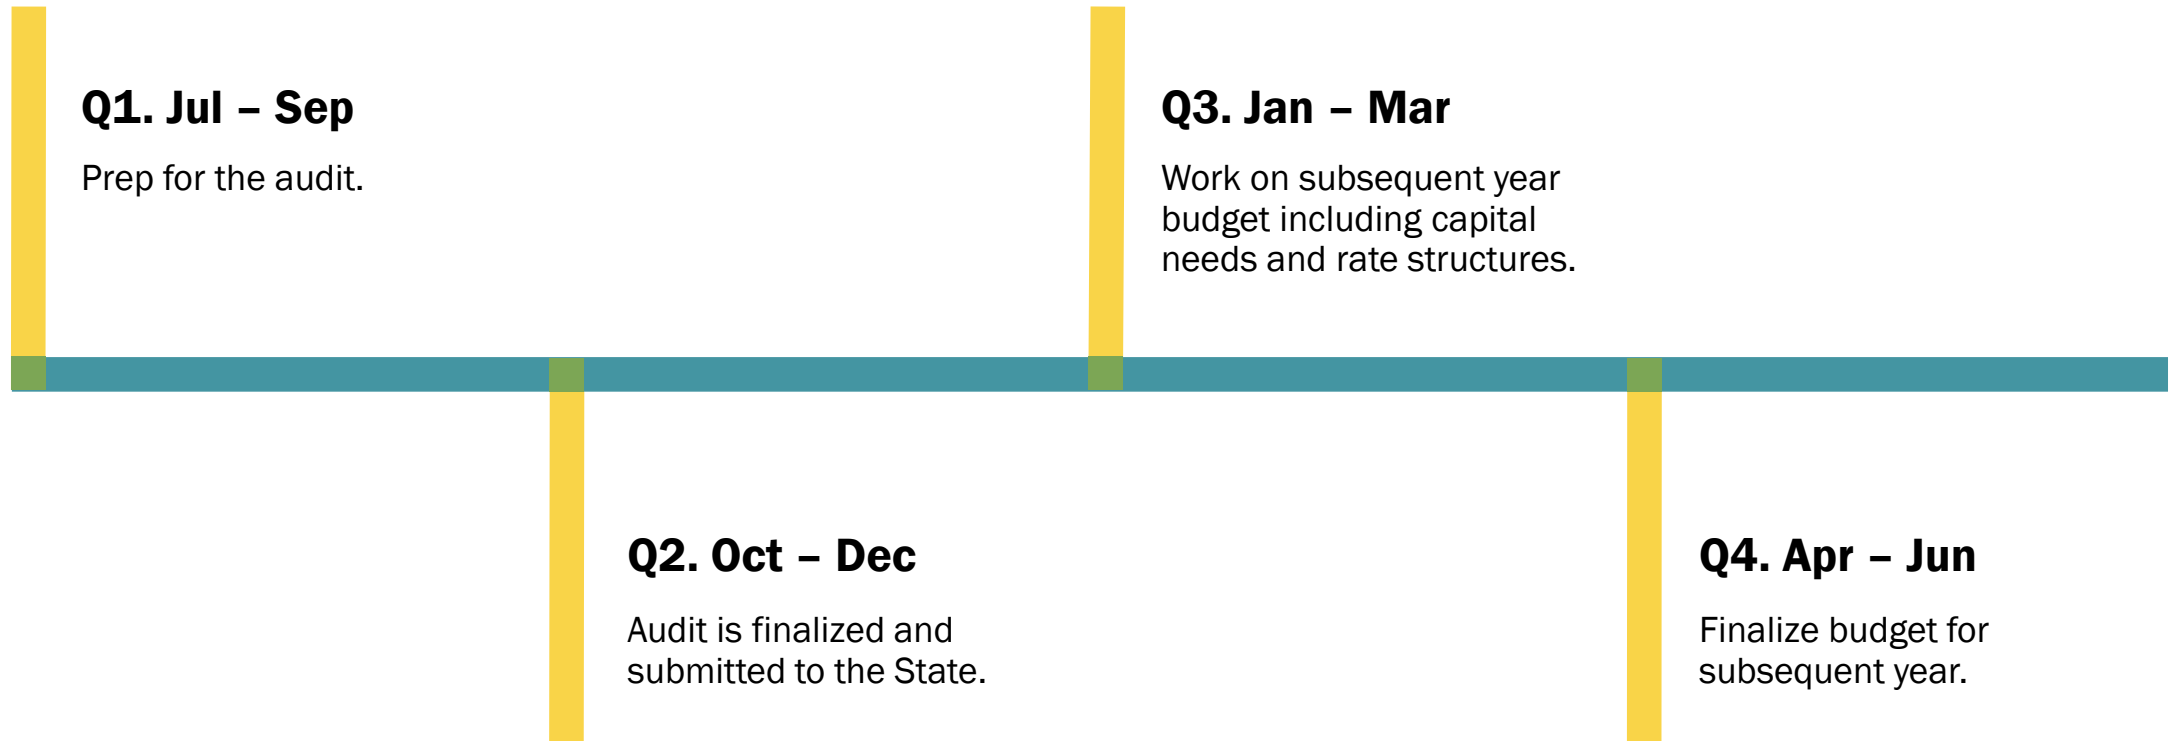 Q1. Jul – Sep
Prep for the audit.
Q2. Oct – Dec
Audit is finalized and
submitted to the State.
Q3. Jan – Mar
Work on subsequent year
budget including capital
needs and rate structures.
Q4. Apr – Jun
Finalize budget for
subsequent year.